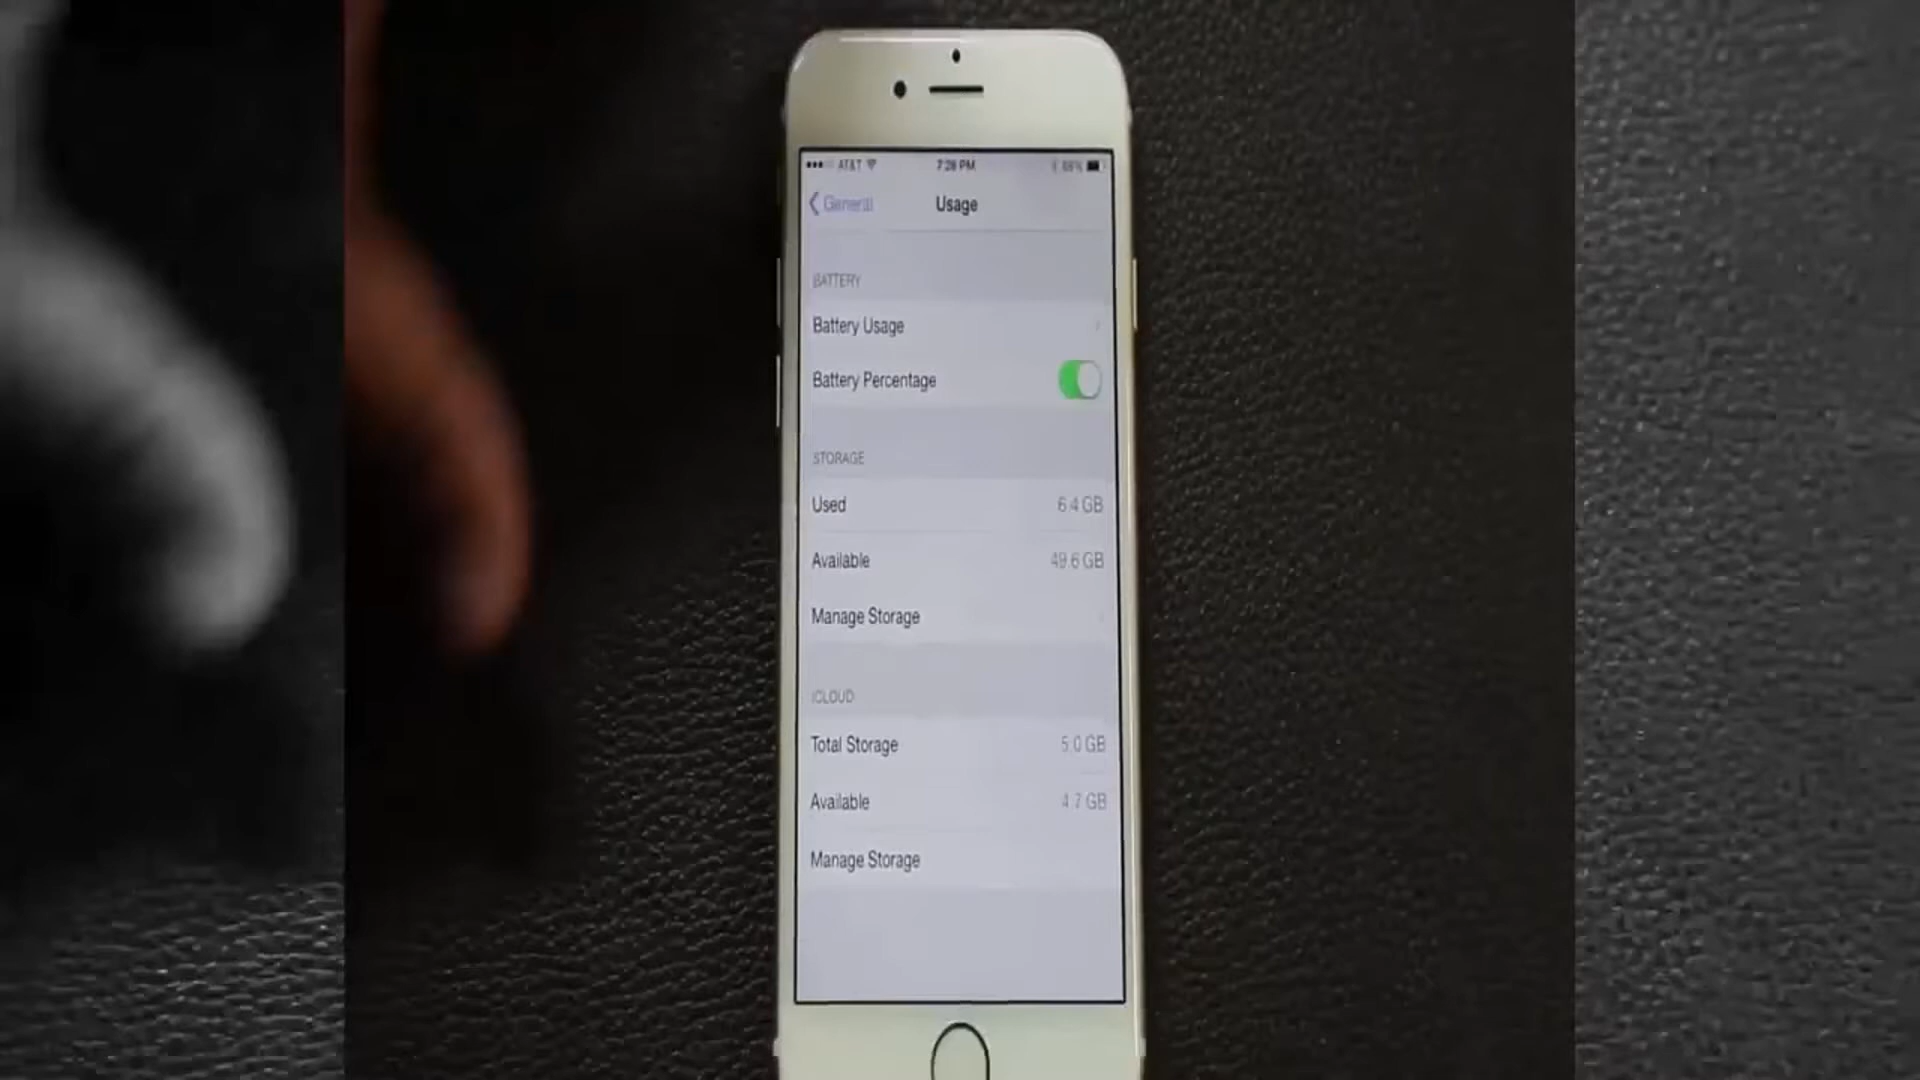 AT&T 7:28 PM
General Usage
BATTERY
Battery Usage
Battery Percentage
STORAGE
Used 6.4 GB
Available 49.6 GB
Manage Storage
ICLOUD
Total Storage 5.0 GB
Available 4.7 GB
Manage Storage